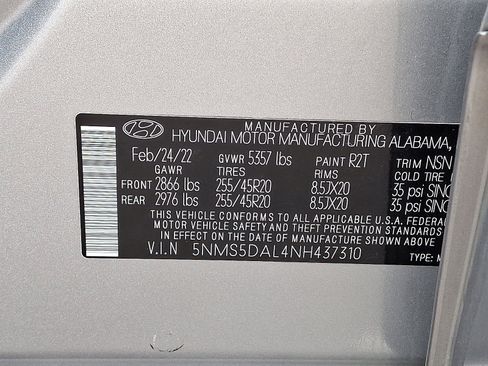 MANUFACTURED BY
HYUNDAI MOTOR MANUFACTURING ALABAMA,
Feb/24/22 GVWR 5357 lbs PAINT R2T TRIM NSN
GAWR TIRES RIMS COLD TI
FRONT 2866 lbs 255/45R20 8.5JX20 35 psi SING
REAR 2976 lbs 255/45R20 8.5JX20 35 psi SING
THIS VEHICLE CONFORMS TO ALL APPLICABLE U.S.A. FEDERAL
MOTOR VEHICLE SAFETY AND THEFT PREVENTION STANDARDS
IN EFFECT ON THE DATE OF MANUFACTURE SHOWN ABOVE.
V.I.N 5NMS5DAL4NH437310 TYPE: M